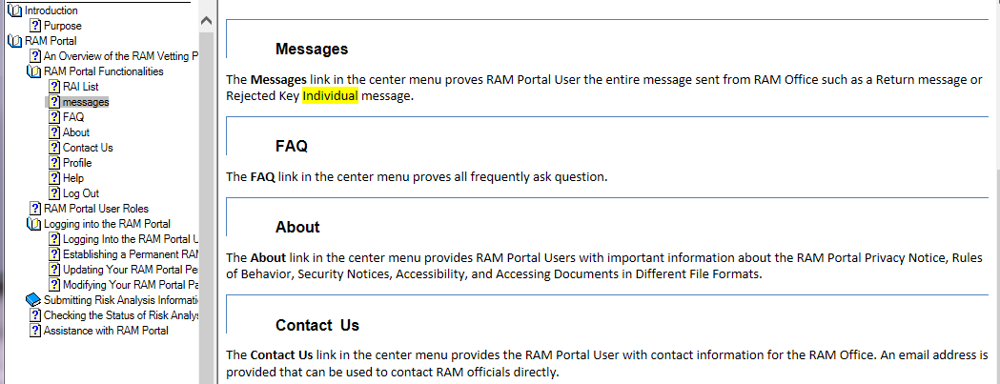 Introduction
Purpose
RAM Portal
An Overview of the RAM Vetting P
RAM Portal Functionalities
RAI List
messages
FAQ
About
Contact Us
Profile
Help
Log Out
RAM Portal User Roles
Logging into the RAM Portal
Logging Into the RAM Portal U
Establishing a Permanent RAM
Updating Your RAM Portal Pe
Modifying Your RAM Portal Pa
Submitting Risk Analysis Informati
Checking the Status of Risk Analys
Assistance with RAM Portal
Messages
The Messages link in the center menu proves RAM Portal User the entire message sent from RAM Office such as a Return message or
Rejected Key Individual message.
FAQ
The FAQ link in the center menu proves all frequently ask question.
About
The About link in the center menu provides RAM Portal Users with important information about the RAM Portal Privacy Notice, Rules
of Behavior, Security Notices, Accessibility, and Accessing Documents in Different File Formats.
Contact Us
The Contact Us link in the center menu provides the RAM Portal User with contact information for the RAM Office. An email address is
provided that can be used to contact RAM officials directly.